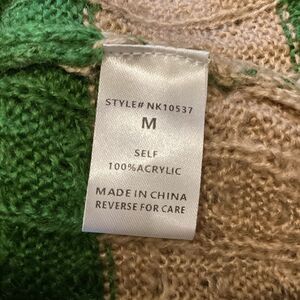 STYLE# NK10537
M
SELF
100%ACRYLIC
MADE IN CHINA
REVERSE FOR CARE